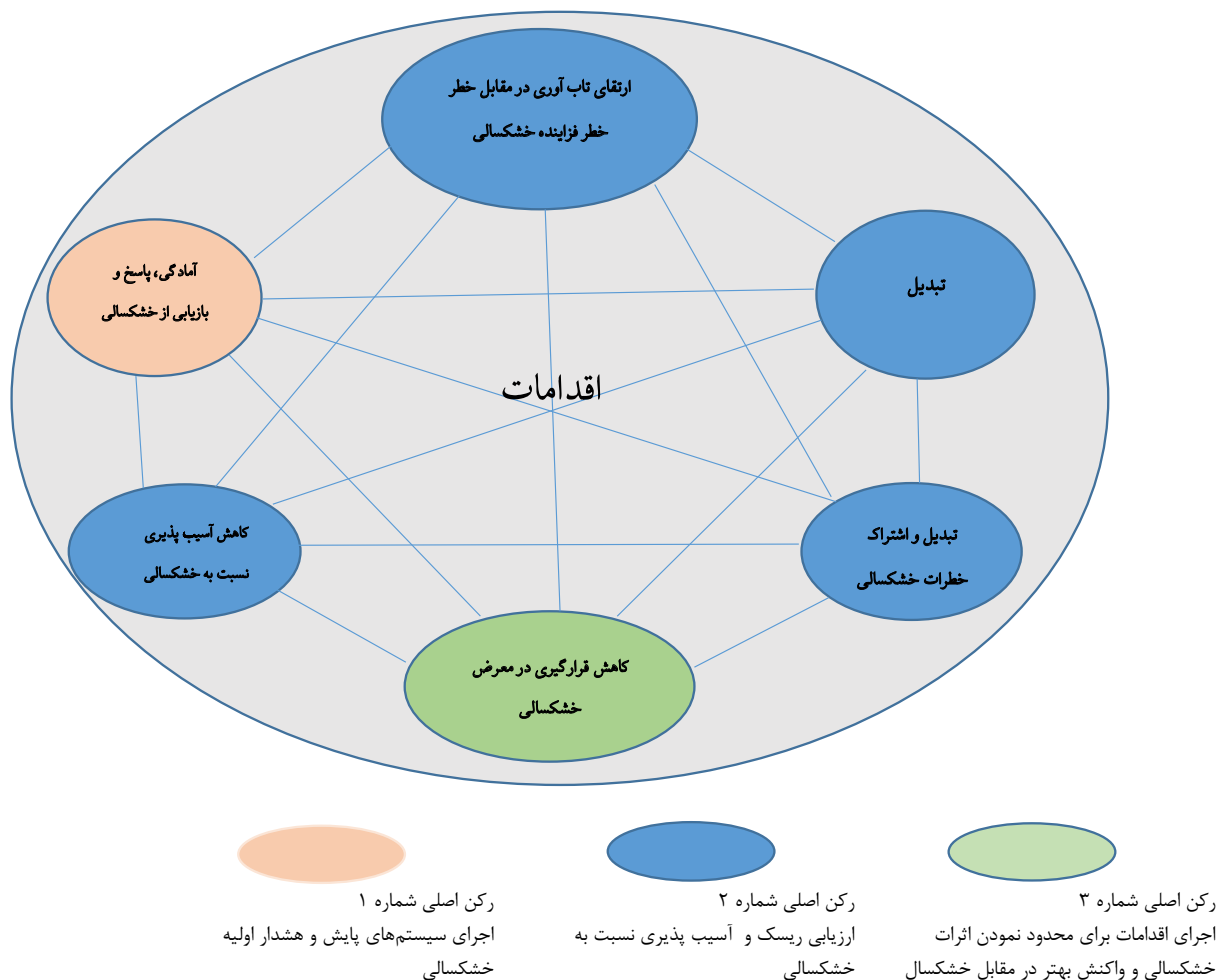 ارتقای تاب آوری در مقابل خطر
خطر فزاینده خشکسالی
تبدیل
آمادگی، پاسخ و
بازیابی از خشکسالی
اقدامات
تبدیل و اشتراک
خطرات خشکسالی
کاهش آسیب پذیری
نسبت به خشکسالی
کاهش قرارگیری در معرض
خشکسالی
رکن اصلی شماره ۳
اجرای اقدامات برای محدود نمودن اثرات
خشکسالی و واکنش بهتر در مقابل خشکسال
رکن اصلی شماره ۲
ارزیابی ریسک و آسیب پذیری نسبت به
خشکسالی
رکن اصلی شماره ۱
اجرای سیستم‌های پایش و هشدار اولیه
خشکسالی